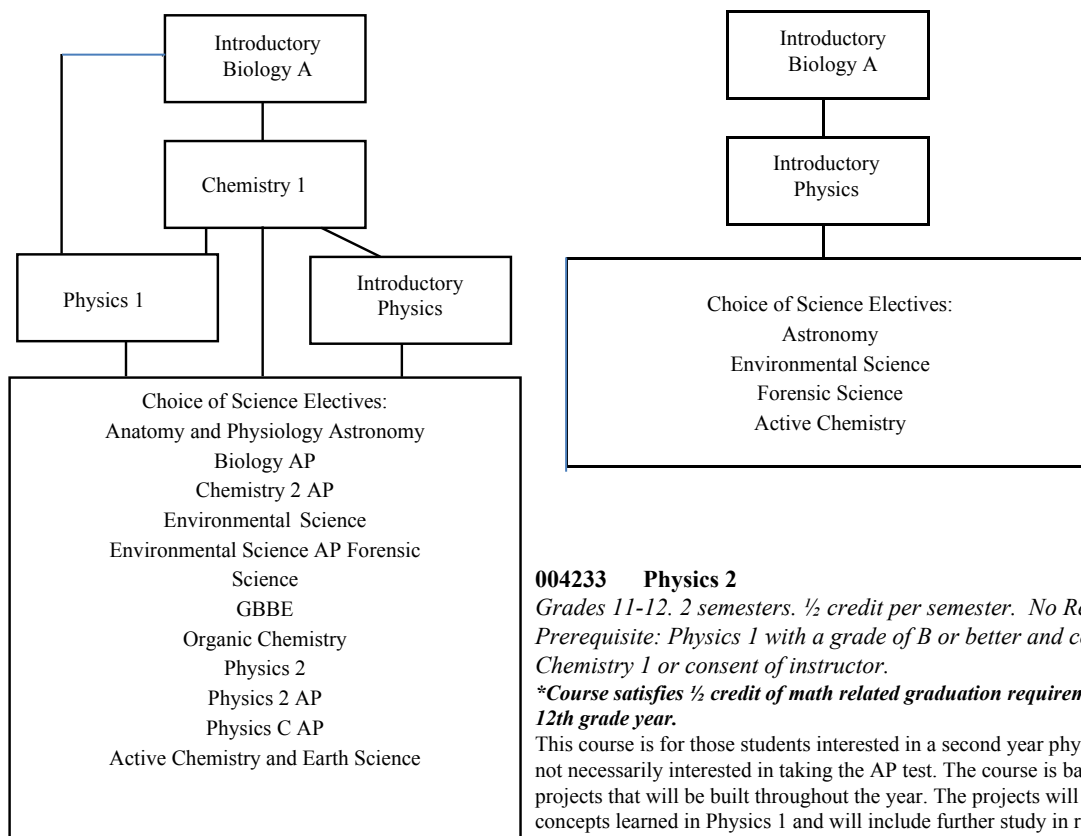 Introductory
Biology A
Chemistry 1
Physics 1
Introductory
Physics
Choice of Science Electives:
Anatomy and Physiology Astronomy
Biology AP
Chemistry 2 AP
Environmental Science
Environmental Science AP Forensic
Science
GBBE
Organic Chemistry
Physics 2
Physics 2 AP
Physics C AP
Active Chemistry and Earth Science
Introductory
Biology A
Introductory
Physics
Choice of Science Electives:
Astronomy
Environmental Science
Forensic Science
Active Chemistry
004233 Physics 2
Grades 11-12. 2 semesters. ½ credit per semester. No
Prerequisite: Physics 1 with a grade of B or better and
Chemistry 1 or consent of instructor.
*Course satisfies ½ credit of math related graduation
12th grade year.
This course is for those students interested in a second year
not necessarily interested in taking the AP test. The course is
projects that will be built throughout the year. The projects will
concepts learned in Physics 1 and will include further study in